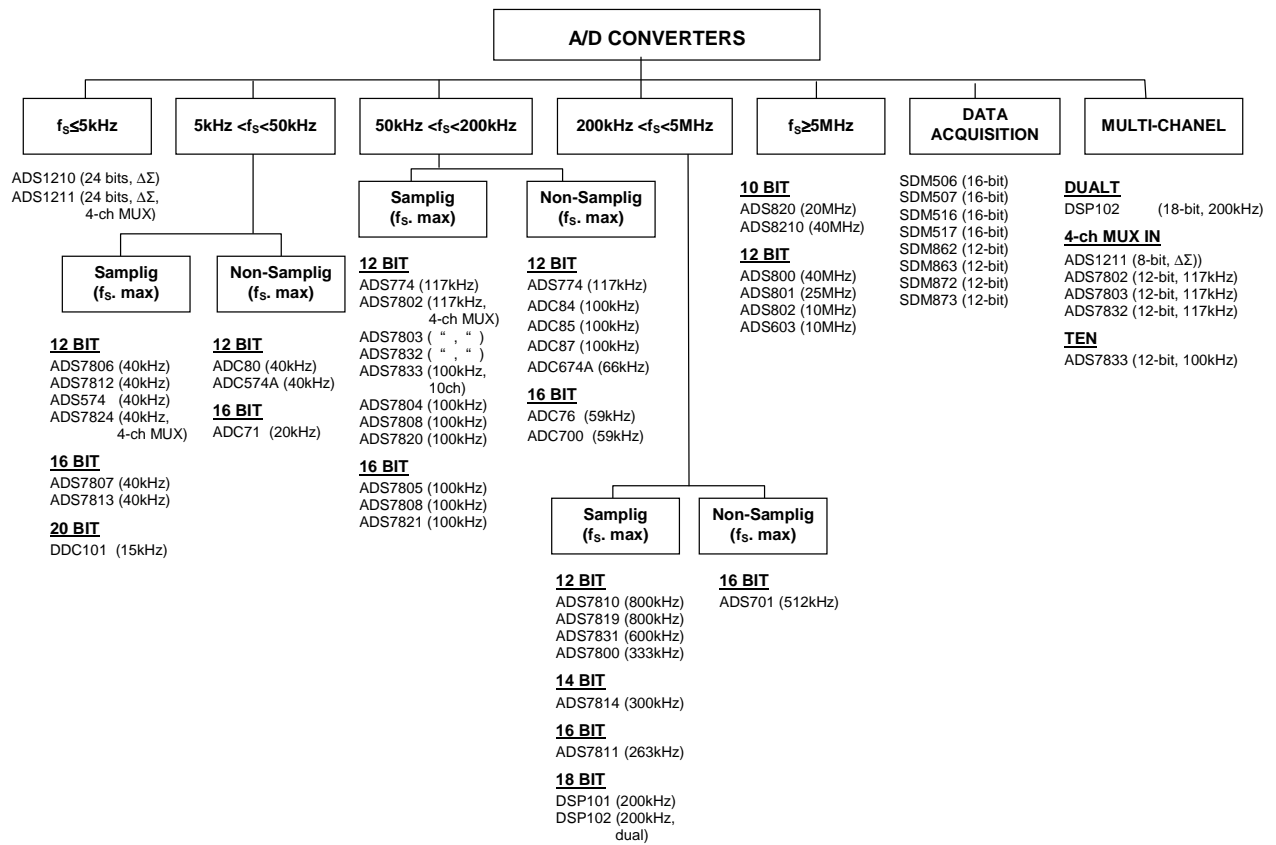 A/D CONVERTERS
fS≤5kHz
ADS1210 (24 bits, ΔΣ)
ADS1211 (24 bits, ΔΣ,
4-ch MUX)
5kHz <fS<50kHz
Samplig
(fS. max)
12 BIT
ADS7806 (40kHz)
ADS7812 (40kHz)
ADS574 (40kHz)
ADS7824 (40kHz,
4-ch MUX)
16 BIT
ADS7807 (40kHz)
ADS7813 (40kHz)
20 BIT
DDC101 (15kHz)
Non-Samplig
(fS. max)
12 BIT
ADC80 (40kHz)
ADC574A (40kHz)
16 BIT
ADC71 (20kHz)
50kHz <fS<200kHz
Samplig
(fS. max)
12 BIT
ADS774 (117kHz)
ADS7802 (117kHz,
4-ch MUX)
ADS7803 ( “ , “ )
ADS7832 ( “ , “ )
ADS7833 (100kHz,
10ch)
ADS7804 (100kHz)
ADS7808 (100kHz)
ADS7820 (100kHz)
16 BIT
ADS7805 (100kHz)
ADS7808 (100kHz)
ADS7821 (100kHz)
Non-Samplig
(fS. max)
12 BIT
ADS774 (117kHz)
ADC84 (100kHz)
ADC85 (100kHz)
ADC87 (100kHz)
ADC674A (66kHz)
16 BIT
ADC76 (59kHz)
ADC700 (59kHz)
200kHz <fS<5MHz
Samplig
(fS. max)
12 BIT
ADS7810 (800kHz)
ADS7819 (800kHz)
ADS7831 (600kHz)
ADS7800 (333kHz)
14 BIT
ADS7814 (300kHz)
16 BIT
ADS7811 (263kHz)
18 BIT
DSP101 (200kHz)
DSP102 (200kHz,
dual)
Non-Samplig
(fS. max)
16 BIT
ADS701 (512kHz)
fS≥5MHz
10 BIT
ADS820 (20MHz)
ADS8210 (40MHz)
12 BIT
ADS800 (40MHz)
ADS801 (25MHz)
ADS802 (10MHz)
ADS603 (10MHz)
DATA
ACQUISITION
SDM506 (16-bit)
SDM507 (16-bit)
SDM516 (16-bit)
SDM517 (16-bit)
SDM862 (12-bit)
SDM863 (12-bit)
SDM872 (12-bit)
SDM873 (12-bit)
MULTI-CHANEL
DUALT
DSP102 (18-bit, 200kHz)
4-ch MUX IN
ADS1211 (8-bit, ΔΣ))
ADS7802 (12-bit, 117kHz)
ADS7803 (12-bit, 117kHz)
ADS7832 (12-bit, 117kHz)
TEN
ADS7833 (12-bit, 100kHz)